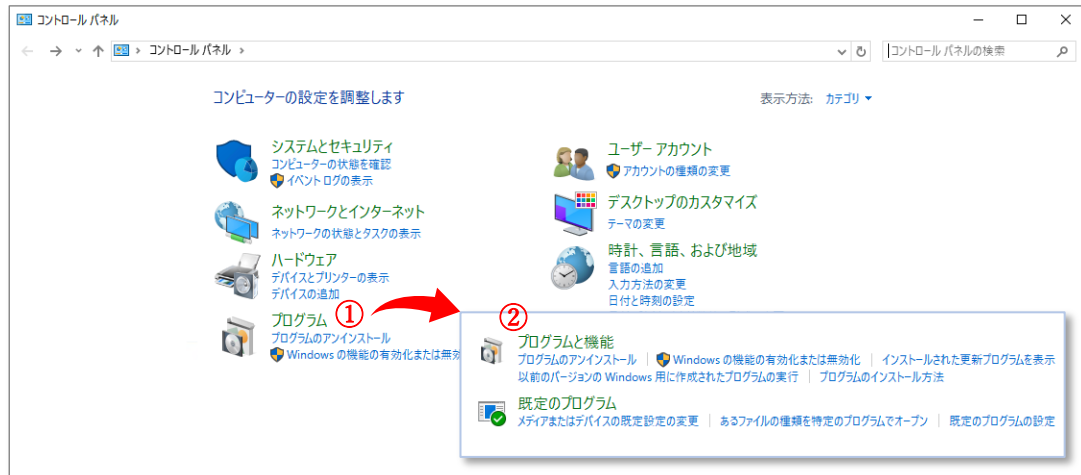 コントロール パネル
コントロール パネル
コントロール パネルの検索
コンピューターの設定を調整します
表示方法: カテゴリ
システムとセキュリティ
コンピューターの状態を確認
イベント ログの表示
ネットワークとインターネット
ネットワークの状態とタスクの表示
ハードウェア
デバイスとプリンターの表示
デバイスの追加
プログラム ①
プログラムのアンインストール
Windows の機能の有効化または無効
ユーザー アカウント
アカウントの種類の変更
デスクトップのカスタマイズ
テーマの変更
時計、言語、および地域
言語の追加
入力方法の変更
日付と時刻の設定
②
プログラムと機能
プログラムのアンインストール | Windows の機能の有効化または無効化 | インストールされた更新プログラムを表示
以前のバージョンの Windows 用に作成されたプログラムの実行 | プログラムのインストール方法
既定のプログラム
メディアまたはデバイスの既定設定の変更 | あるファイルの種類を特定のプログラムでオープン | 既定のプログラムの設定